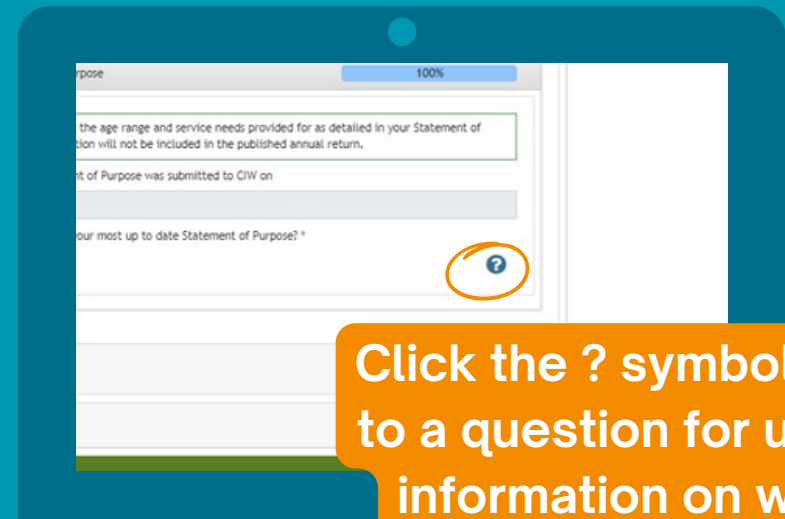 rpose
100%
the age range and service needs provided for as detailed in your Statement of
tion will not be included in the published annual return.
nt of Purpose was submitted to CIW on
our most up to date Statement of Purpose? *
?
Click the ? symbol
to a question for u
information on w